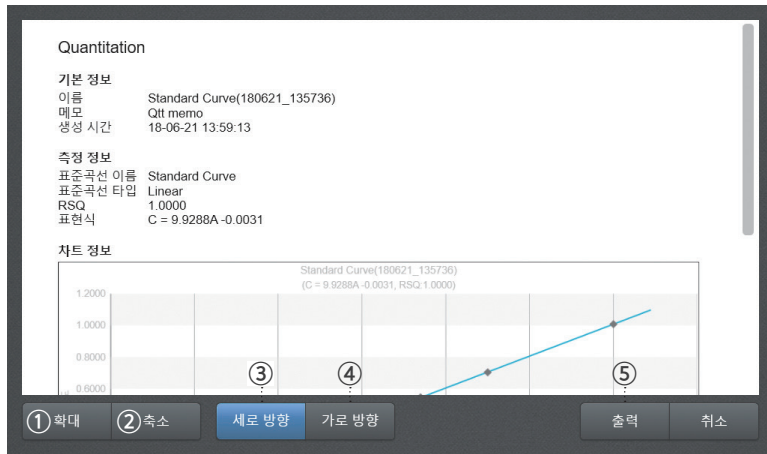 Quantitation
기본 정보
이름 Standard Curve(180621_135736)
메모 Qtt memo
생성 시간 18-06-21 13:59:13
측정 정보
표준곡선 이름 Standard Curve
표준곡선 타입 Linear
RSQ 1.0000
표현식 C = 9.9288A -0.0031
차트 정보
Standard Curve(180621_135736)
(C = 9.9288A -0.0031, RSQ:1.0000)
1.2000
1.0000
0.8000
0.6000
③ ④ ⑤
① 확대 ② 축소 세로 방향 가로 방향 출력 취소